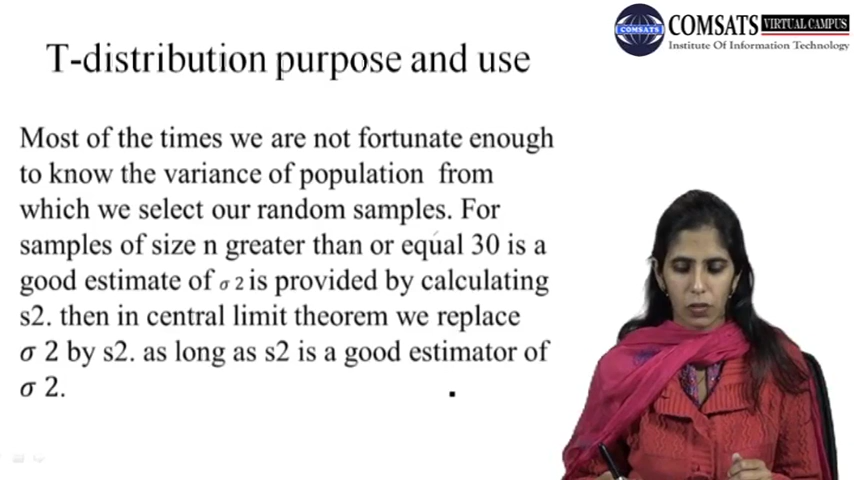 COMSATS VIRTUAL CAMPUS
COMSATS
Institute Of Information Technology
T-distribution purpose and use
Most of the times we are not fortunate enough
to know the variance of population from
which we select our random samples. For
samples of size n greater than or equal 30 is a
good estimate of σ 2 is provided by calculating
s2. then in central limit theorem we replace
σ 2 by s2. as long as s2 is a good estimator of
σ 2.